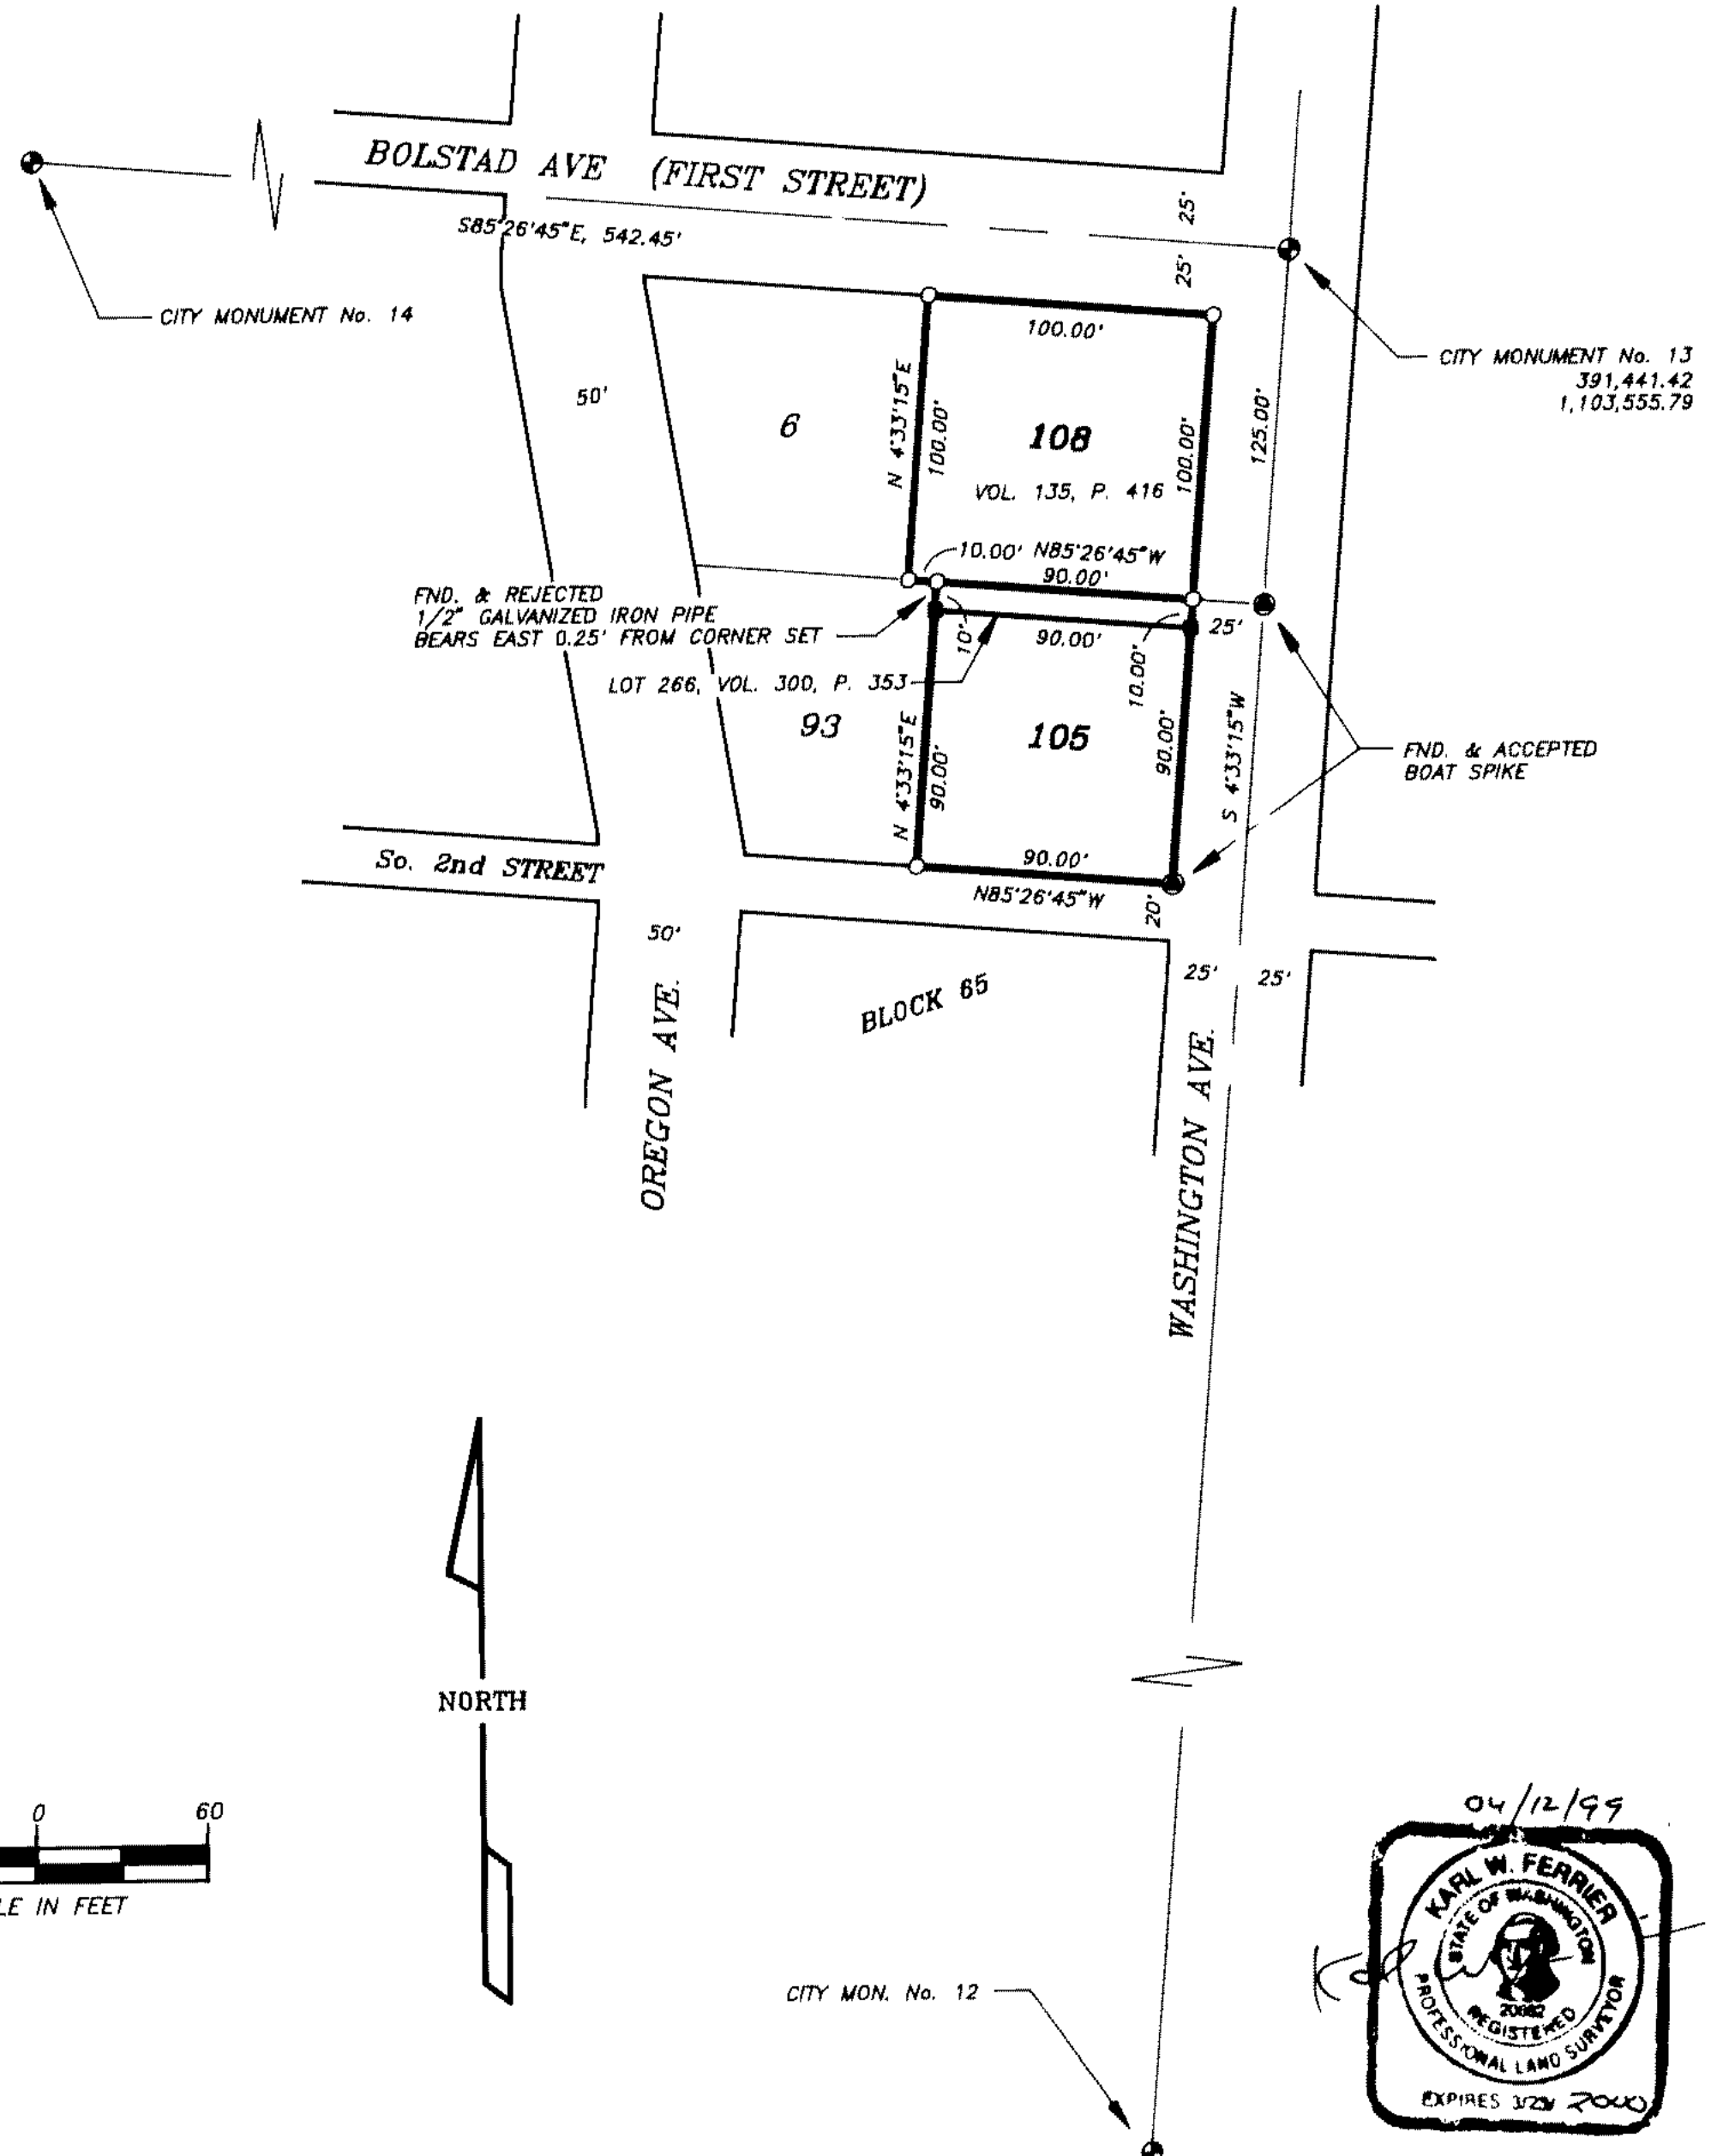 BOLSTAD AVE (FIRST STREET)
S85°26'45"E, 542.45'
25'
25'
CITY MONUMENT No. 14
CITY MONUMENT No. 13
391,441.42
1,103,555.79
100.00'
50'
6
N 4°33'15"E
100.00'
108
VOL. 135, P. 416
100.00'
125.00'
10.00' N85°26'45"W
90.00'
FND. & REJECTED
1/2" GALVANIZED IRON PIPE
BEARS EAST 0.25' FROM CORNER SET
10'
90.00'
10.00'
25'
LOT 266, VOL. 300, P. 353
93
N 4°33'15"E
90.00'
105
90.00'
S 4°33'15"W
FND. & ACCEPTED
BOAT SPIKE
So. 2nd STREET
90.00'
N85°26'45"W
20'
50'
25'
25'
BLOCK 65
OREGON AVE.
WASHINGTON AVE.
NORTH
0 60
LE IN FEET
CITY MON. No. 12
04/12/99
KARL W. FERRIER
STATE OF WASHINGTON
REGISTERED
PROFESSIONAL LAND SURVEYOR
EXPIRES 2000